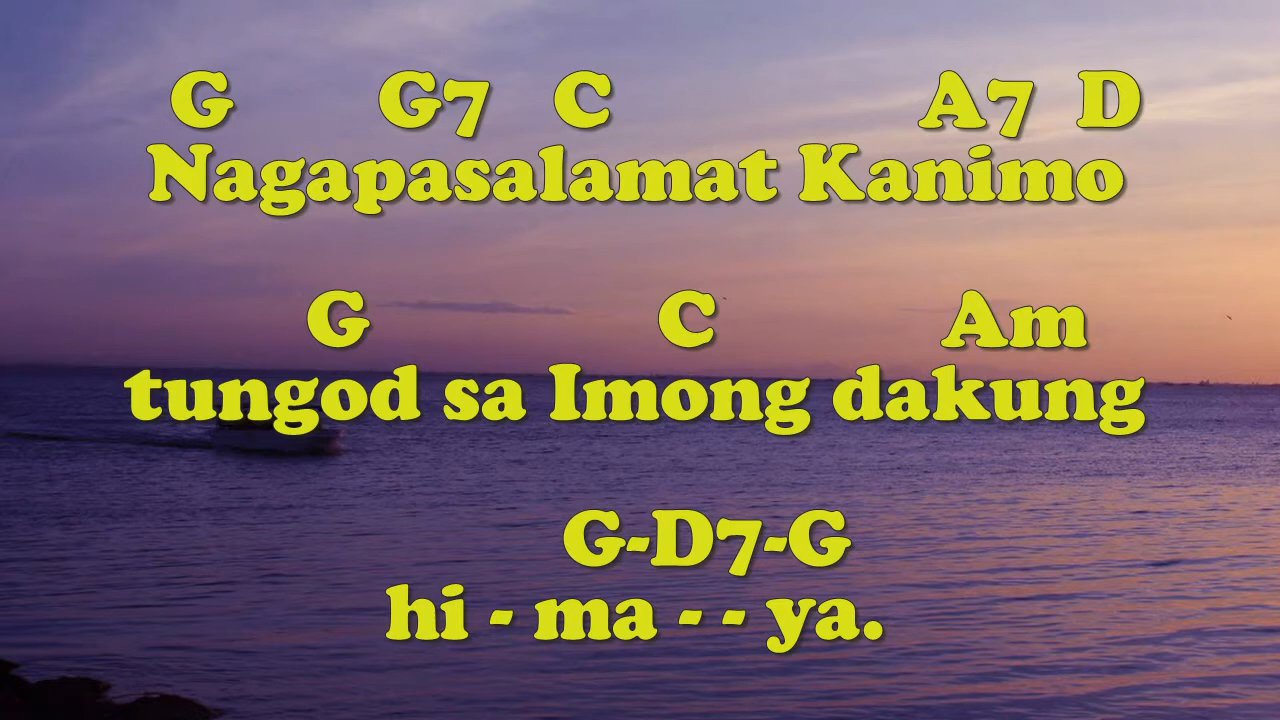 G G7 C A7 D
Nagapasalamat Kanimo
G C Am
tungod sa Imong dakung
G-D7-G
hi - ma - - ya.